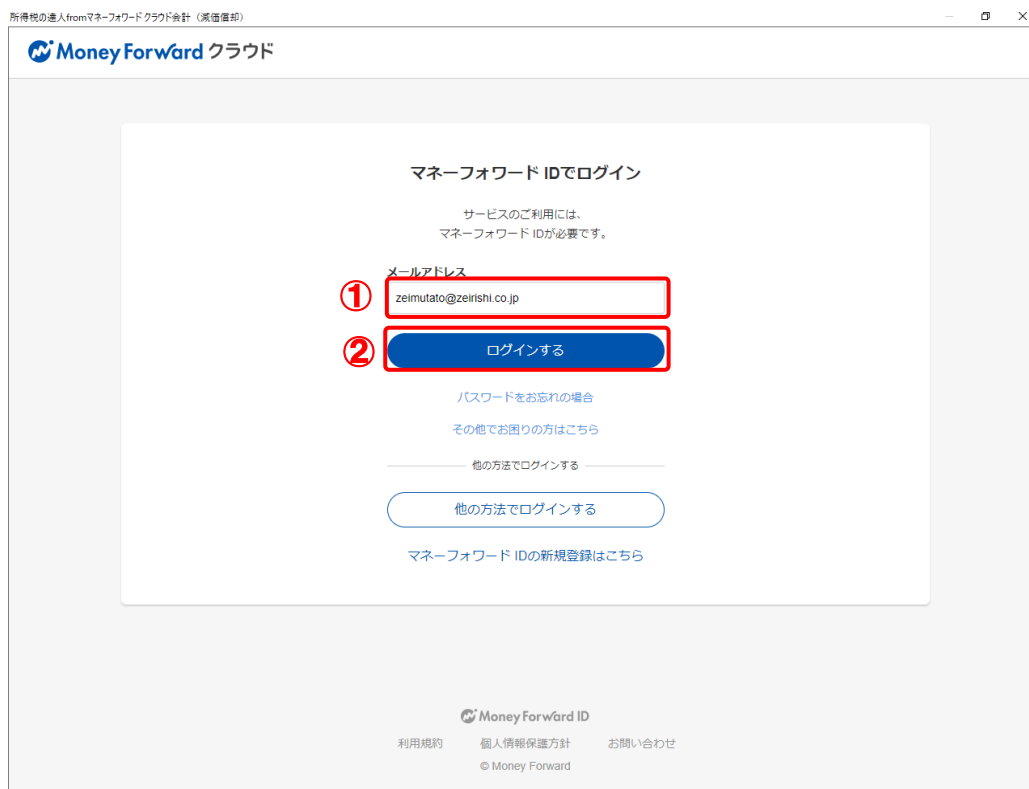 所得税の達人fromマネーフォワードクラウド会計（減価償却）
Money Forward クラウド
マネーフォワード IDでログイン
サービスのご利用には、
マネーフォワード IDが必要です。
メールアドレス
① zeimutato@zeirishi.co.jp
② ログインする
パスワードをお忘れの場合
その他でお困りの方はこちら
他の方法でログインする
他の方法でログインする
マネーフォワード IDの新規登録はこちら
Money Forward ID
利用規約 個人情報保護方針 お問い合わせ
© Money Forward